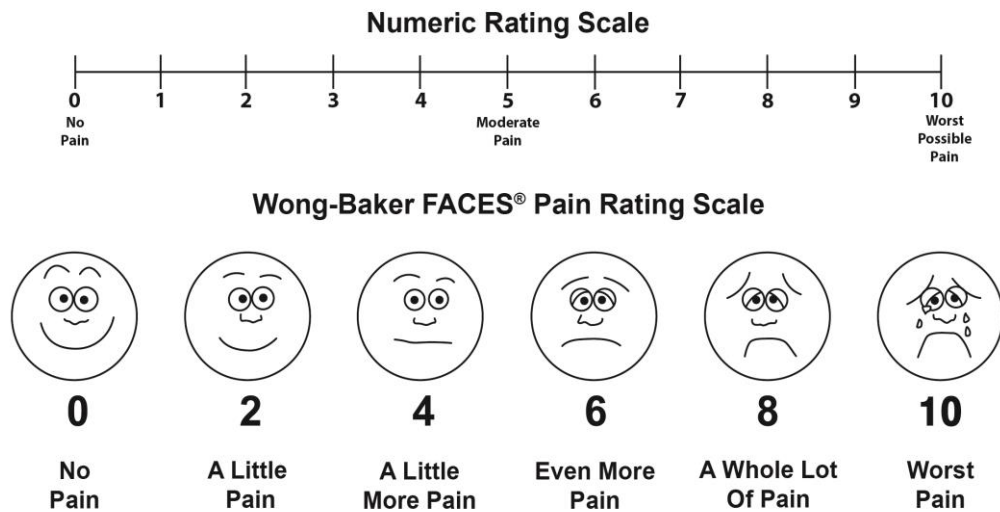 Numeric Rating Scale
0 1 2 3 4 5 6 7 8 9 10
No Pain
Moderate Pain
Worst Possible Pain
Wong-Baker FACES® Pain Rating Scale
0 2 4 6 8 10
No Pain
A Little Pain
A Little More Pain
Even More Pain
A Whole Lot Of Pain
Worst Pain